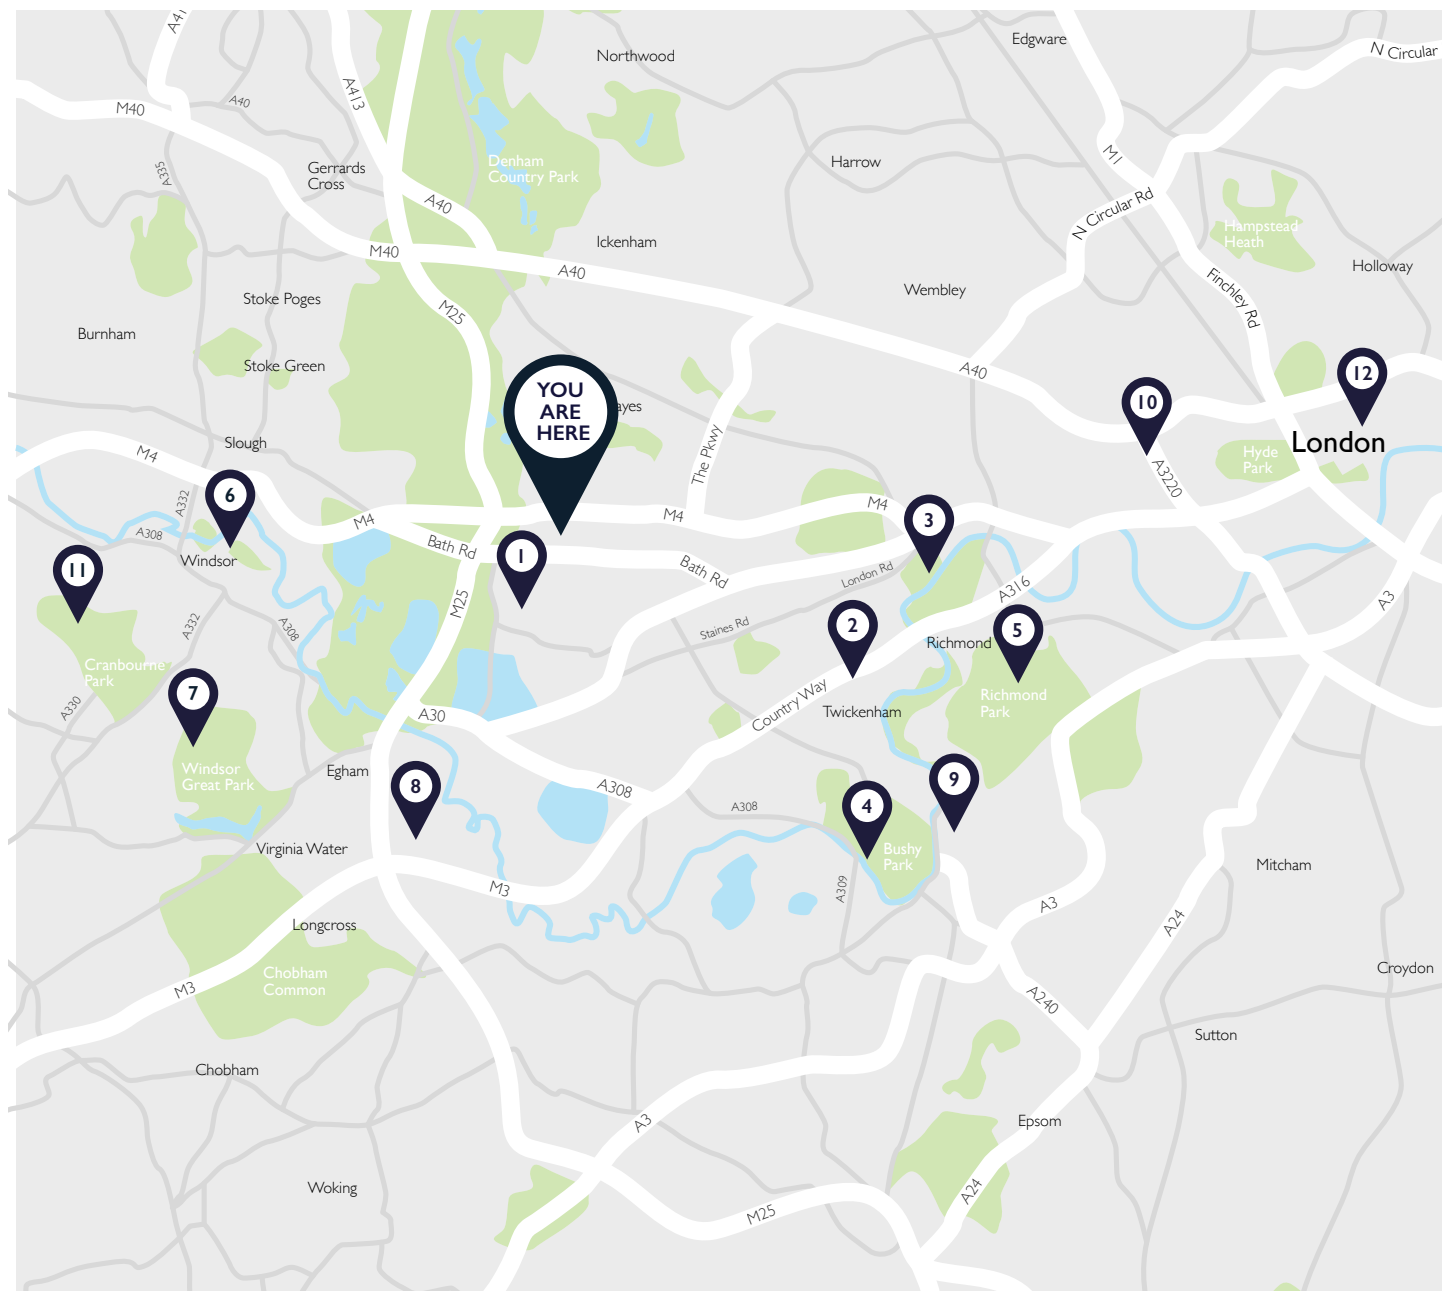 A41
N Circular
Edgware
Northwood
A413
A40
M40
M1
Harrow
A335
Gerrards
Cross
Denham
Country Park
A40
N Circular Rd
Hampstead
Heath
Ickenham
M40
A40
Holloway
Stoke Poges
Wembley
Finchley Rd
M25
Burnham
Stoke Green
A40
12
YOU
ARE
HERE
ayes
10
London
Slough
M4
The Pkwy
Hyde
Park
A3220
6
A332
M4
M4
M4
3
A308
Bath Rd
1
Windsor
11
Bath Rd
London Rd
A316
A3
M25
A332
A308
Staines Rd
2
5
Richmond
Cranbourne
Park
7
A330
A30
Country Way
Twickenham
Richmond
Park
Windsor
Great Park
Egham
8
A308
A308
9
4
Virginia Water
Bushy
Park
Mitcham
M3
A309
A3
A24
Longcross
Chobham
Common
M3
Croydon
A240
Sutton
Chobham
A3
Epsom
Woking
A24
M25